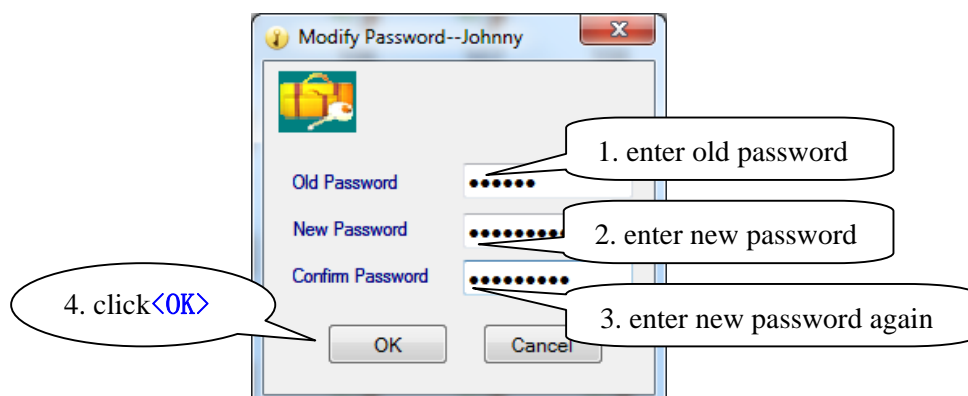 Modify Password--Johnny
1. enter old password
Old Password ●●●●●●
New Password ●●●●●●●●●
2. enter new password
Confirm Password ●●●●●●●●●
4. click<OK>
3. enter new password again
OK
Cancel